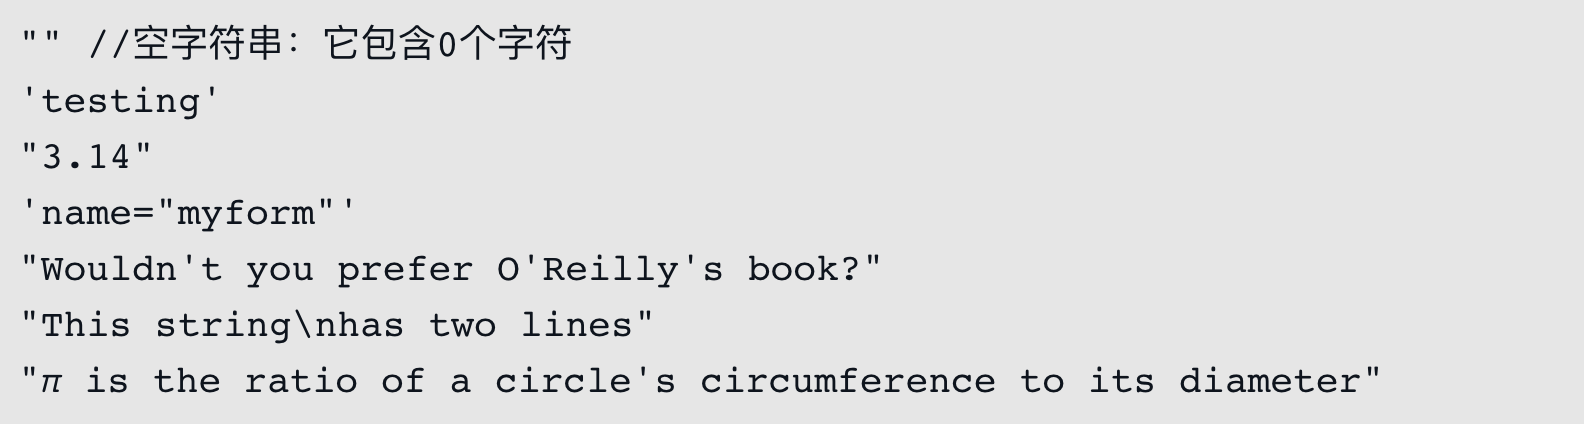 "" //空字符串：它包含0个字符
'testing'
"3.14"
'name="myform"'
"Wouldn't you prefer O'Reilly's book?"
"This string\nhas two lines"
"π is the ratio of a circle's circumference to its diameter"